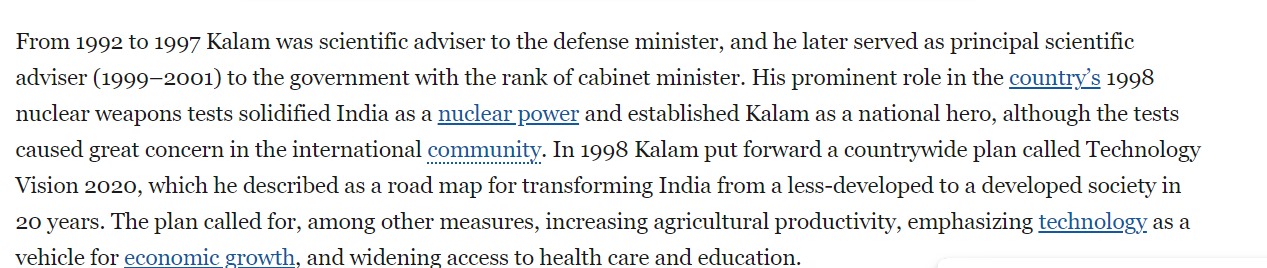 From 1992 to 1997 Kalam was scientific adviser to the defense minister, and he later served as principal scientific
adviser (1999–2001) to the government with the rank of cabinet minister. His prominent role in the country’s 1998
nuclear weapons tests solidified India as a nuclear power and established Kalam as a national hero, although the tests
caused great concern in the international community. In 1998 Kalam put forward a countrywide plan called Technology
Vision 2020, which he described as a road map for transforming India from a less-developed to a developed society in
20 years. The plan called for, among other measures, increasing agricultural productivity, emphasizing technology as a
vehicle for economic growth, and widening access to health care and education.